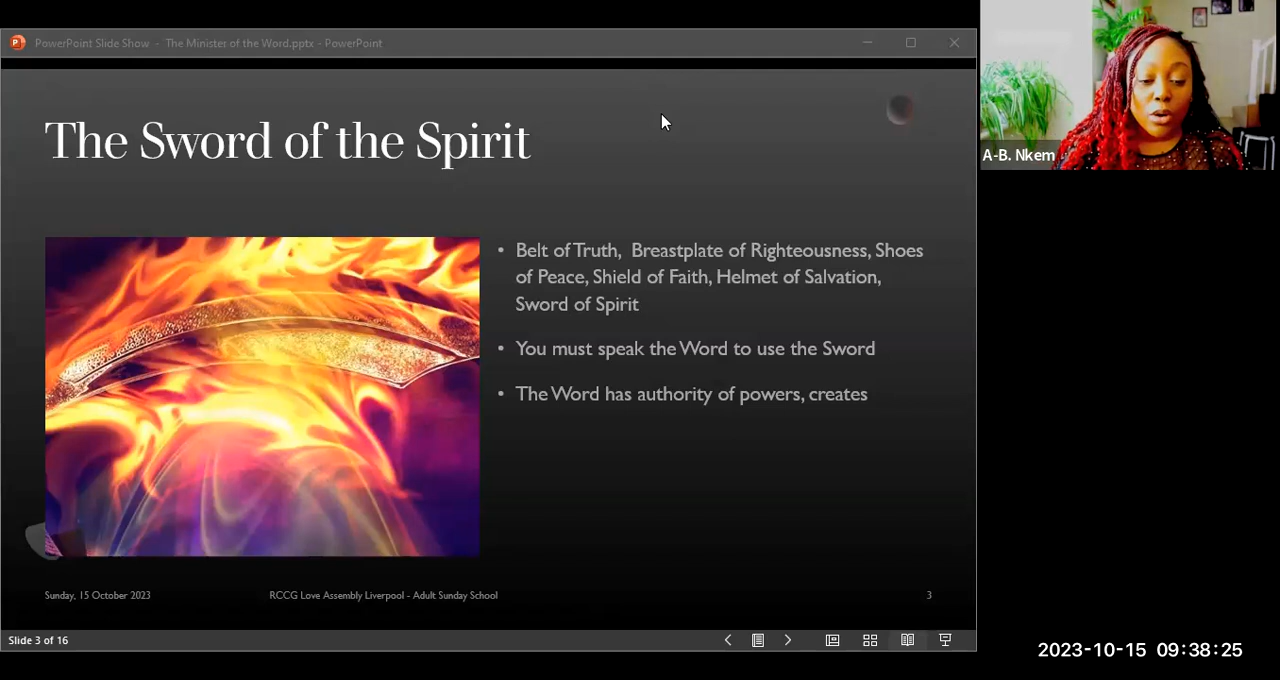 PowerPoint Slide Show - The Minister of the Word.pptx - PowerPoint
The Sword of the Spirit
• Belt of Truth, Breastplate of Righteousness, Shoes
of Peace, Shield of Faith, Helmet of Salvation,
Sword of Spirit
• You must speak the Word to use the Sword
• The Word has authority of powers, creates
Sunday, 15 October 2023
RCCG Love Assembly Liverpool - Adult Sunday School
3
Slide 3 of 16
A-B. Nkem
2023-10-15 09:38:25